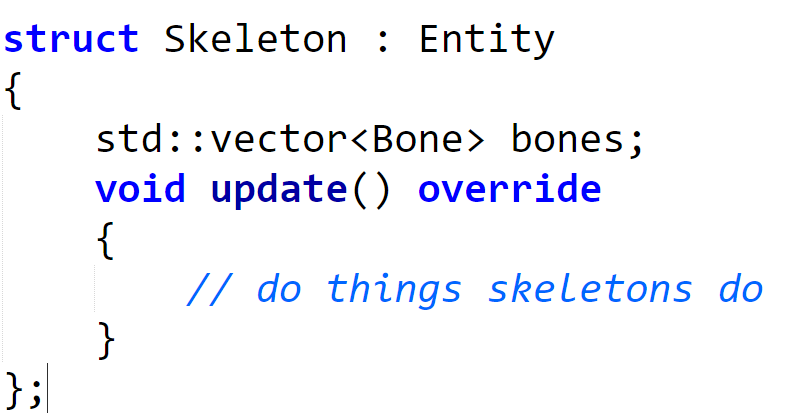 struct Skeleton : Entity
{
    std::vector<Bone> bones;
    void update() override
    {
        // do things skeletons do
    }
};